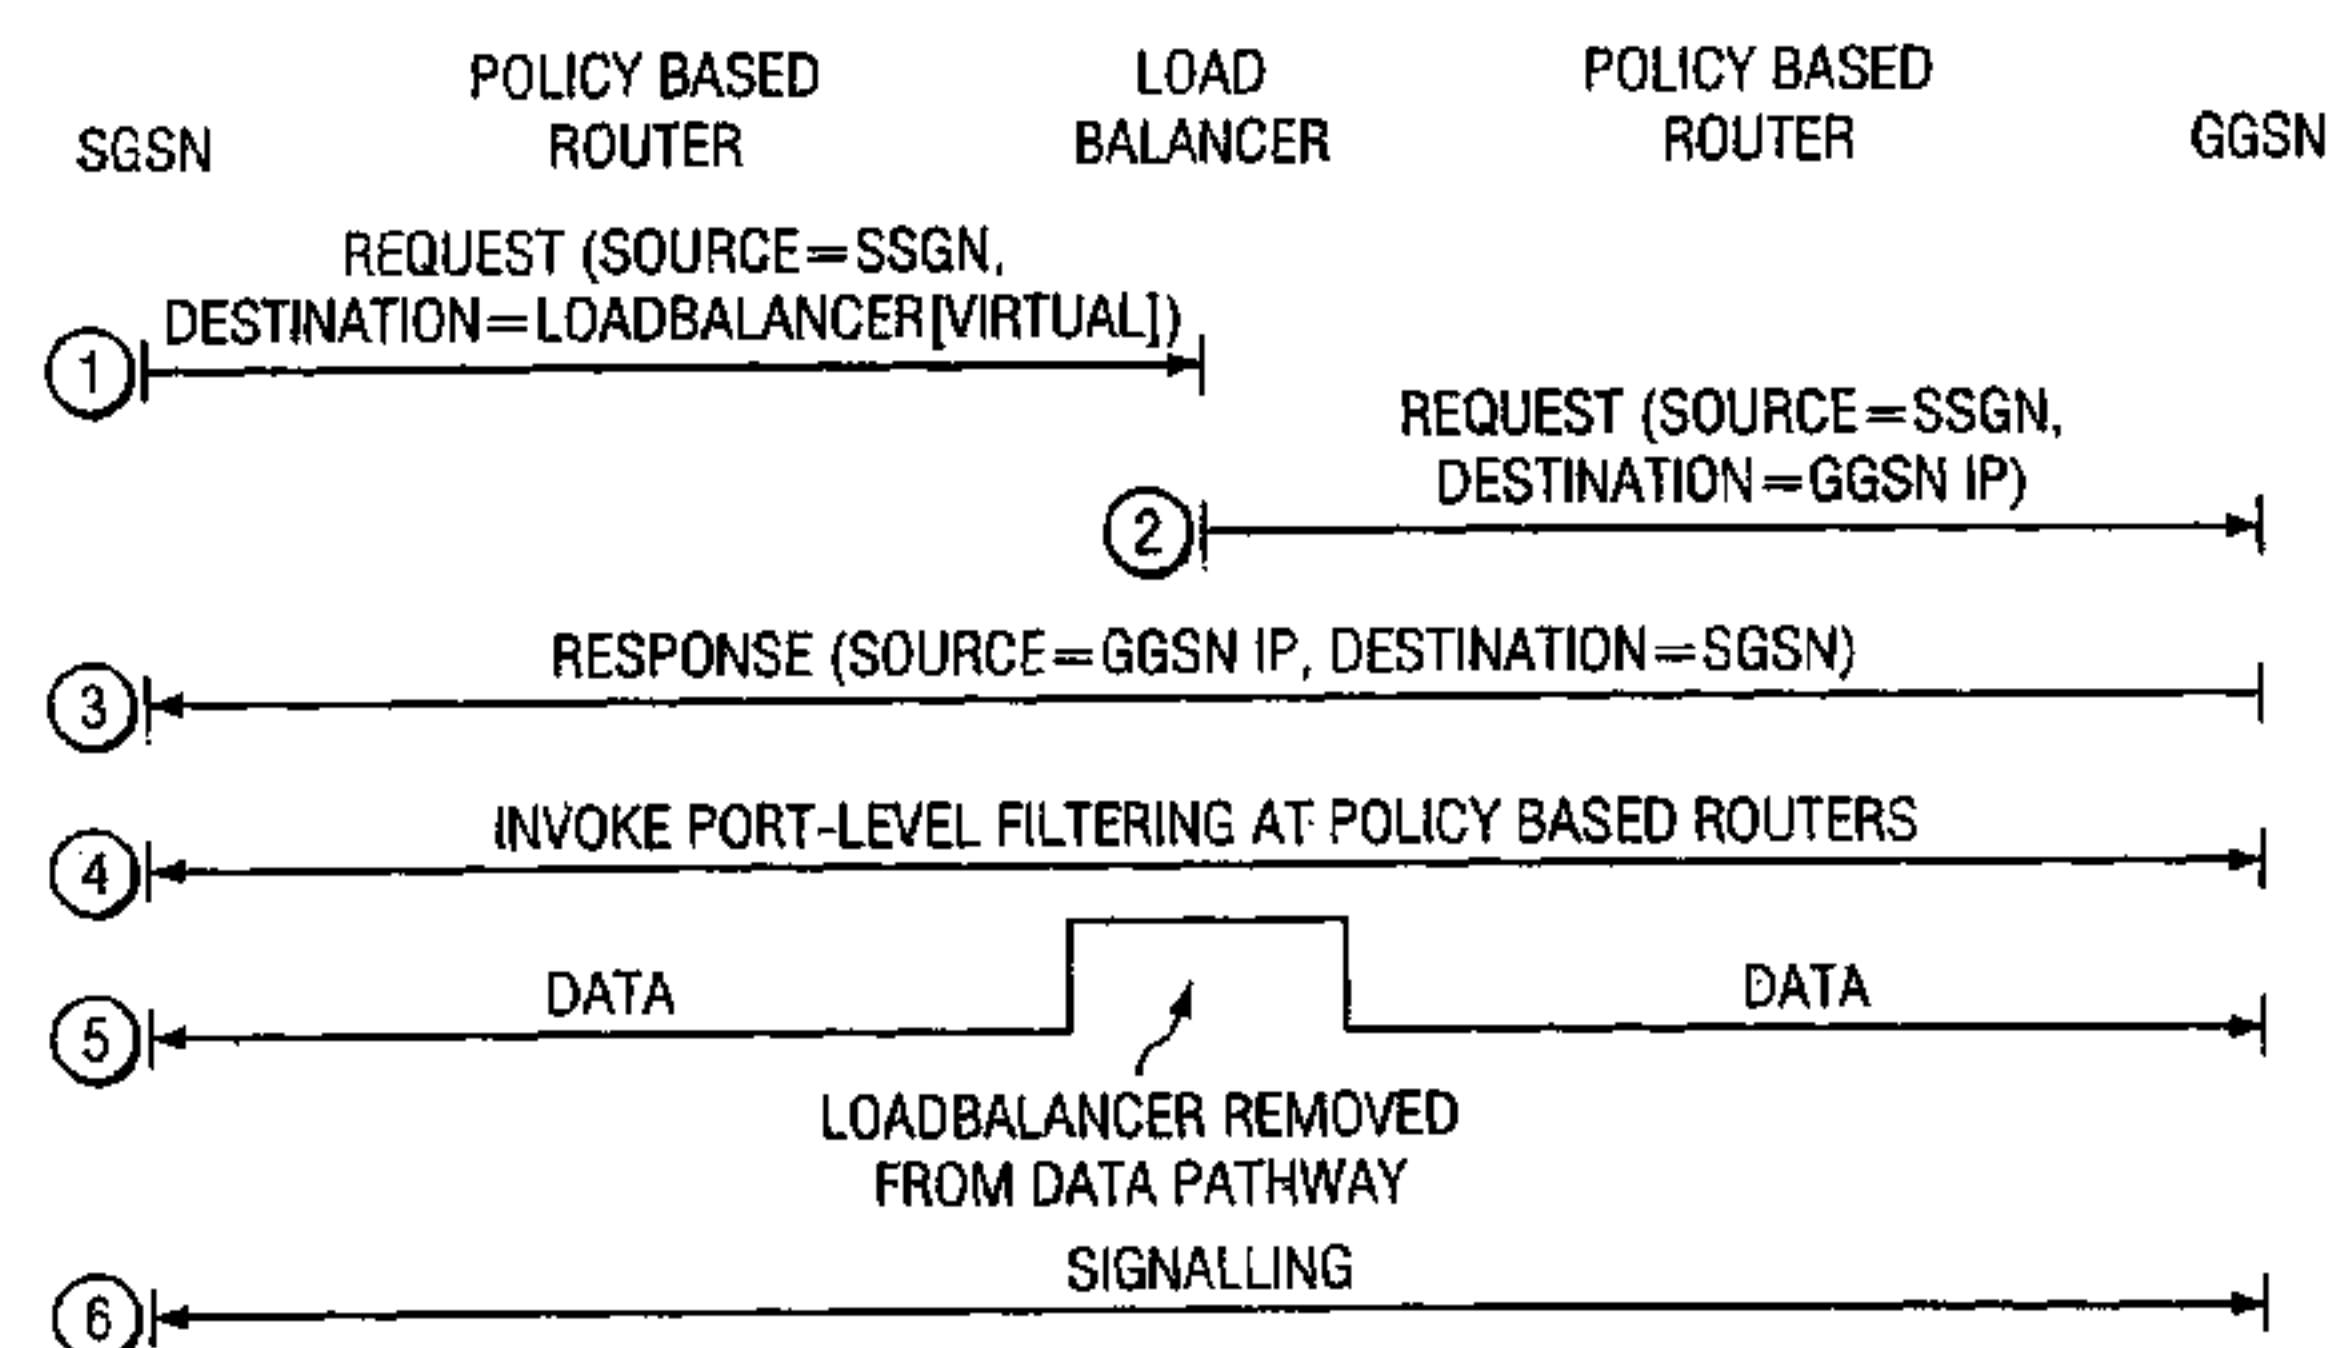 SGSN
POLICY BASED
ROUTER
LOAD
BALANCER
POLICY BASED
ROUTER
GGSN
REQUEST (SOURCE=SSGN,
DESTINATION=LOADBALANCER[VIRTUAL])
1
REQUEST (SOURCE=SSGN,
DESTINATION=GGSN IP)
2
RESPONSE (SOURCE=GGSN IP, DESTINATION=SGSN)
3
INVOKE PORT-LEVEL FILTERING AT POLICY BASED ROUTERS
4
DATA
DATA
5
LOADBALANCER REMOVED
FROM DATA PATHWAY
SIGNALLING
6